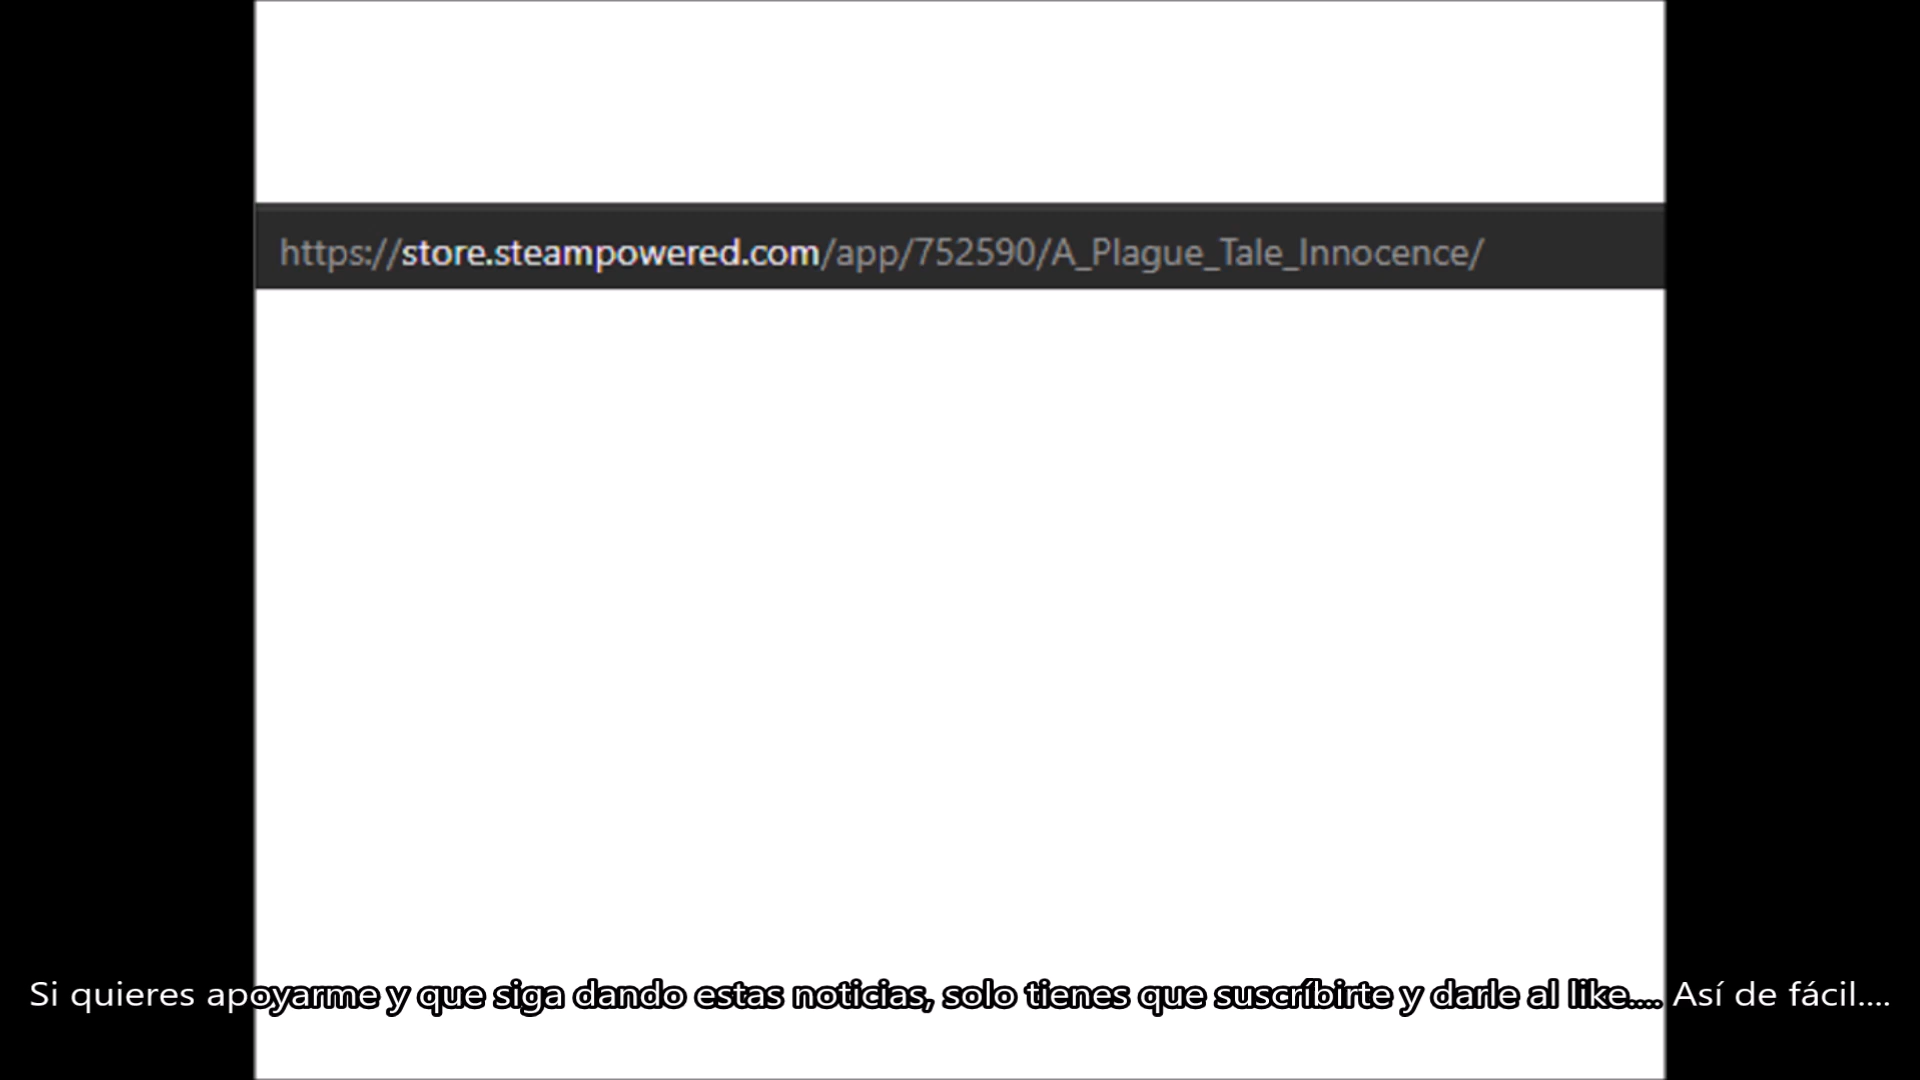 https://store.steampowered.com/app/752590/A_Plague_Tale_Innocence/
Si quieres apoyarme y que siga dando estas noticias, solo tienes que suscríbirte y darle al like.... Así de fácil....